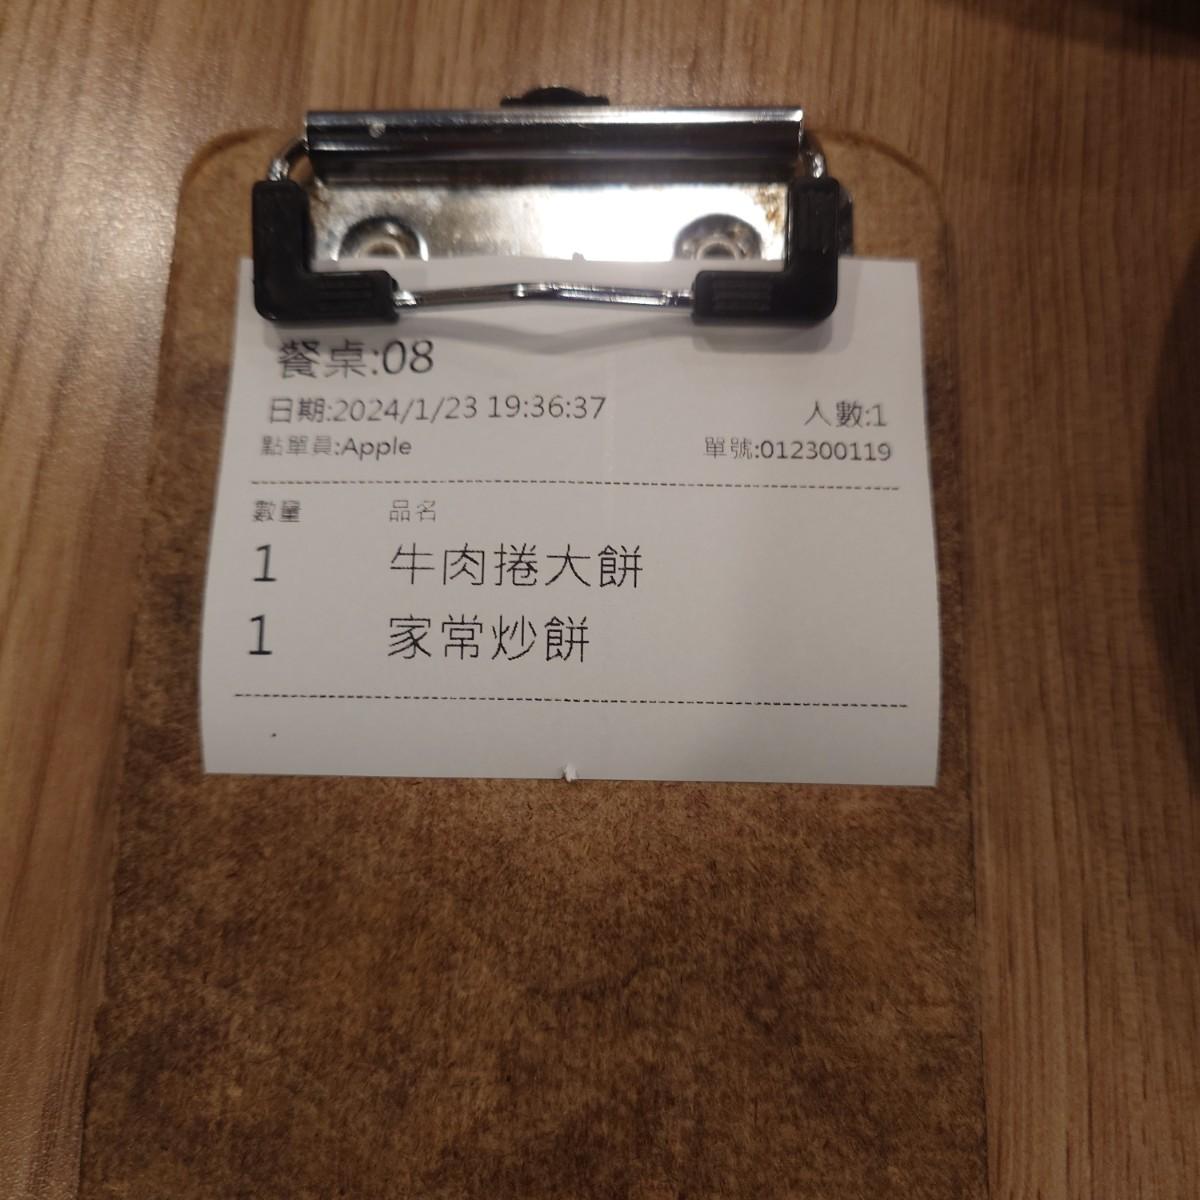 餐桌:08
日期:2024/1/23 19:36:37 人數:1
點單員:Apple 單號:012300119
數量 品名
1 牛肉捲大餅
1 家常炒餅